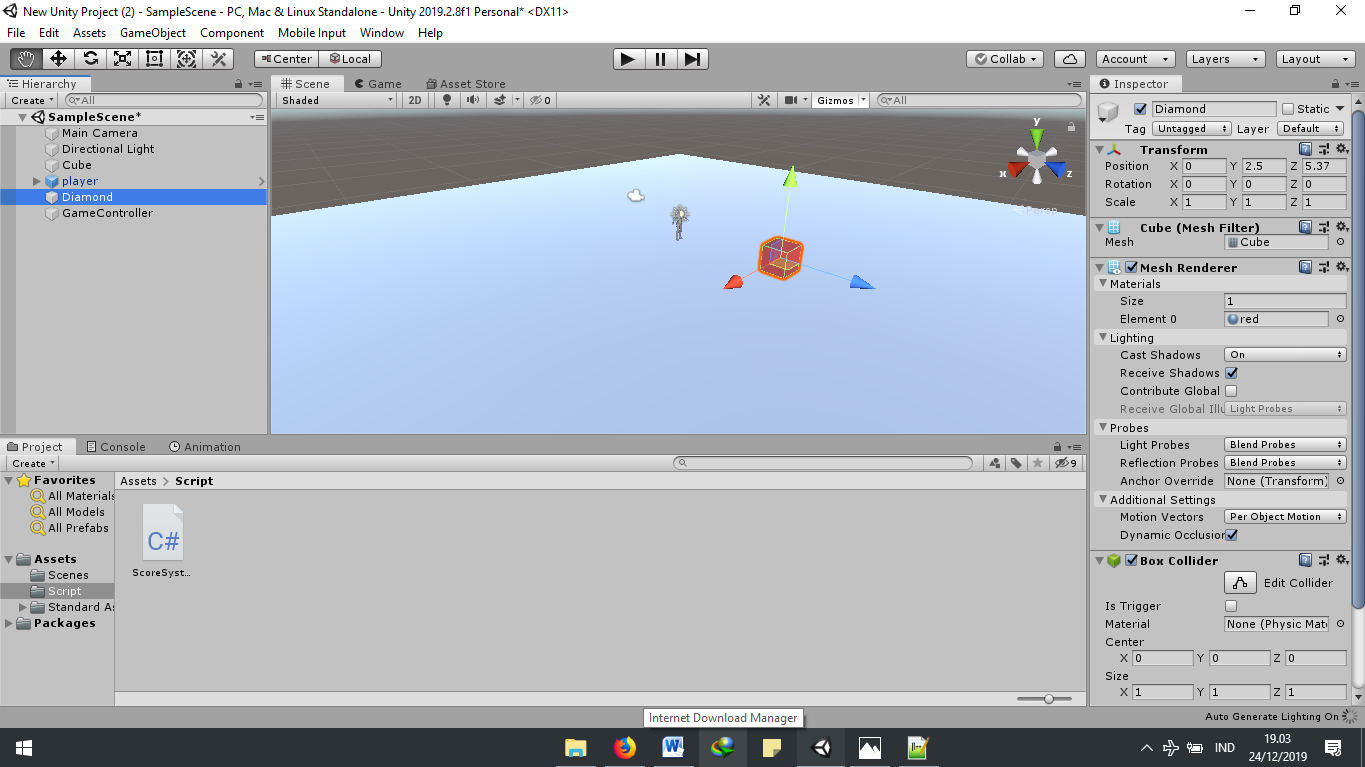 New Unity Project (2) - SampleScene - PC, Mac & Linux Standalone - Unity 2019.2.8f1 Personal* <DX11>
File Edit Assets GameObject Component Mobile Input Window Help
Center Local Collab Account Layers Layout
Hierarchy
Create All
SampleScene*
Main Camera
Directional Light
Cube
player
Diamond
GameController
Scene Game Asset Store
Shaded 2D 0 Gizmos All
y
x z
Persp
Inspector
Diamond Static
Tag Untagged Layer Default
Transform
Position X 0 Y 2.5 Z 5.37
Rotation X 0 Y 0 Z 0
Scale X 1 Y 1 Z 1
Cube (Mesh Filter)
Mesh Cube
Mesh Renderer
Materials
Size 1
Element 0 red
Lighting
Cast Shadows On
Receive Shadows
Contribute Global
Receive Global Illu Light Probes
Probes
Light Probes Blend Probes
Reflection Probes Blend Probes
Anchor Override None (Transform)
Additional Settings
Motion Vectors Per Object Motion
Dynamic Occlusion
Box Collider
Edit Collider
Is Trigger
Material None (Physic Mate
Center
X 0 Y 0 Z 0
Size
X 1 Y 1 Z 1
Project Console Animation
Create 9
Favorites
All Materials
All Models
All Prefabs
Assets
Scenes
Script
Standard As
Packages
Assets > Script
C#
ScoreSyst...
Auto Generate Lighting On
Internet Download Manager
IND
19.03
24/12/2019